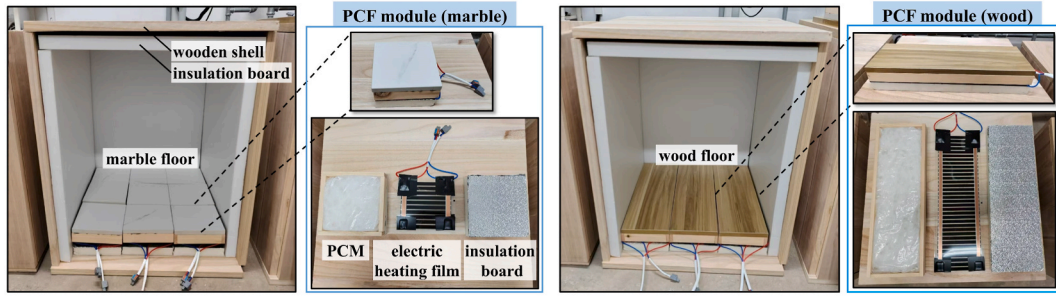 PCF module (marble)
PCF module (wood)
wooden shell
insulation board
marble floor
wood floor
PCM
electric
heating film
insulation
board